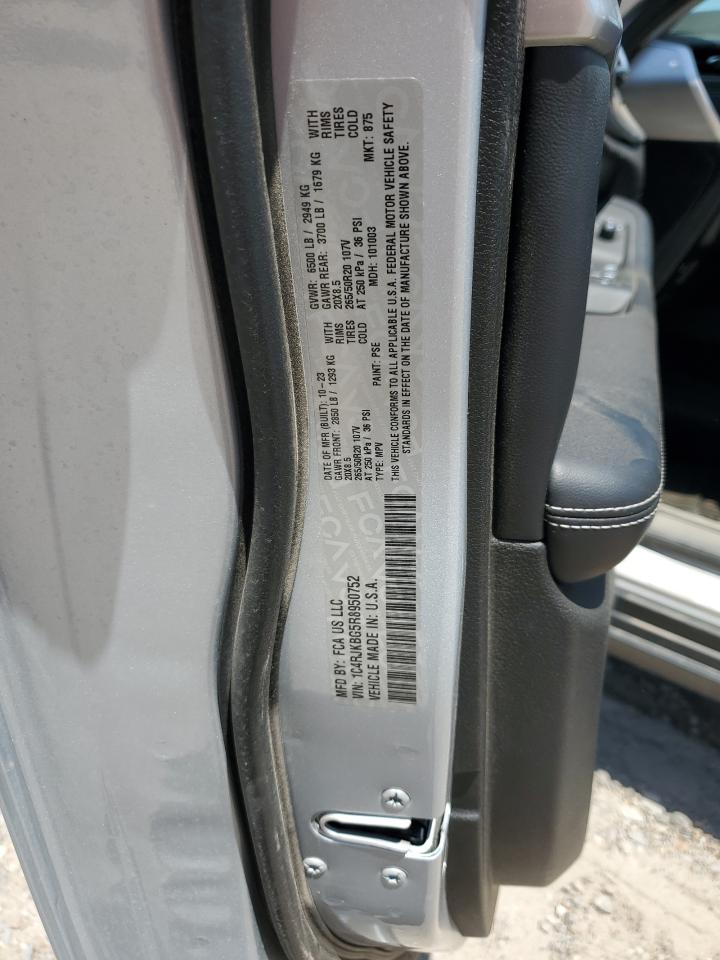 MFD BY: FCA US LLC
VIN: 1C4RJKBG5R8950752
VEHICLE MADE IN: U.S.A.
DATE OF MFR (BUILT): 10-23 GVWR: 6500 LB / 2949 KG
GAWR FRONT: 2850 LB / 1293 KG WITH GAWR REAR: 3700 LB / 1679 KG WITH
20X8.5 RIMS 20X8.5 RIMS
265/50R20 107V TIRES 265/50R20 107V TIRES
AT 250 kPa / 36 PSI COLD AT 250 kPa / 36 PSI COLD
TYPE: MPV PAINT: PSE MDH: 101003 MKT: 875
THIS VEHICLE CONFORMS TO ALL APPLICABLE U.S.A. FEDERAL MOTOR VEHICLE SAFETY
STANDARDS IN EFFECT ON THE DATE OF MANUFACTURE SHOWN ABOVE.